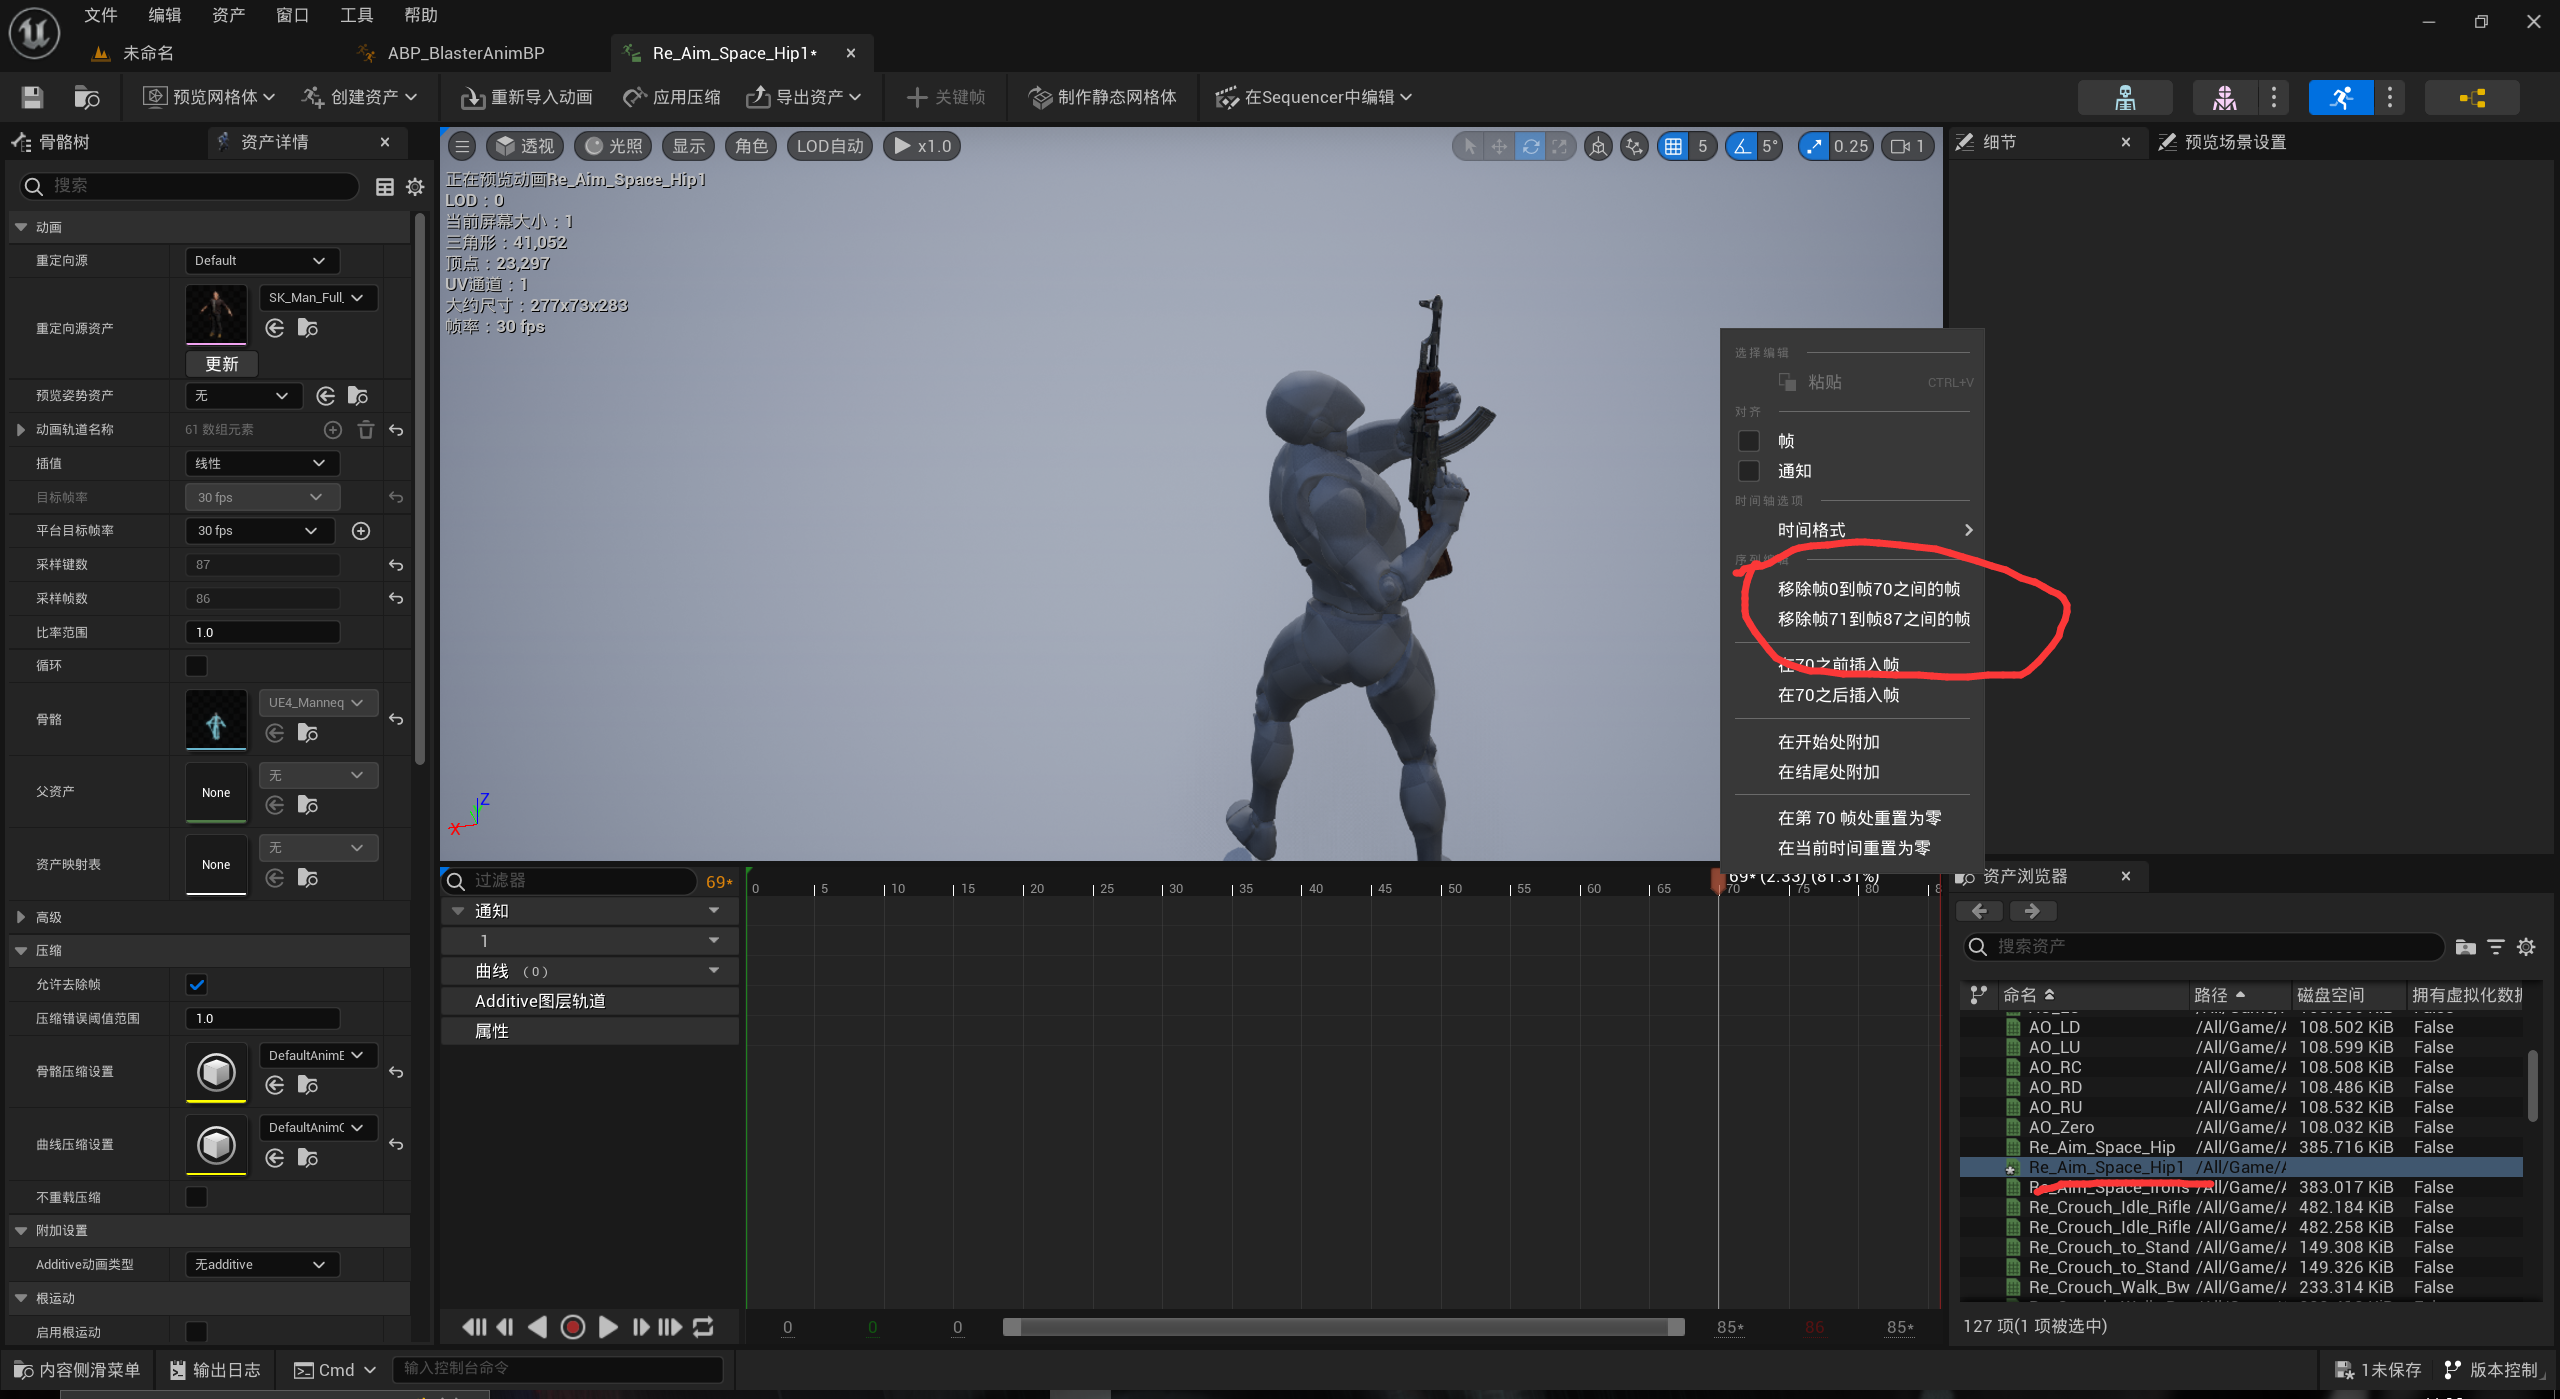 文件 编辑 资产 窗口 工具 帮助
未命名 ABP_BlasterAnimBP Re_Aim_Space_Hip1*
预览网格体 创建资产 重新导入动画 应用压缩 导出资产 关键帧 制作静态网格体 在Sequencer中编辑
骨骼树 资产详情
搜索
动画
重定向源 Default
重定向源资产 SK_Man_Full_
更新
预览姿势资产 无
动画轨道名称 61 数组元素
插值 线性
目标帧率 30 fps
平台目标帧率 30 fps
采样键数 87
采样帧数 86
比率范围 1.0
循环
骨骼 UE4_Manneq
父资产 None 无
资产映射表 None 无
高级
压缩
允许去除帧
压缩错误阈值范围 1.0
骨骼压缩设置 DefaultAnimE
曲线压缩设置 DefaultAnimC
不重载压缩
附加设置
Additive动画类型 无additive
根运动
启用根运动
透视 光照 显示 角色 LOD自动 x1.0 5 5° 0.25 1
正在预览动画Re_Aim_Space_Hip1
LOD：0
当前屏幕大小：1
三角形：41,052
顶点：23,297
UV通道：1
大约尺寸：277x73x283
帧率：30 fps
Z
X
选择编辑
粘贴 CTRL+V
对齐
帧
通知
时间轴选项
时间格式
序列编辑
移除帧0到帧70之间的帧
移除帧71到帧87之间的帧
在70之前插入帧
在70之后插入帧
在开始处附加
在结尾处附加
在第 70 帧处重置为零
在当前时间重置为零
过滤器 69*
69* (2.33) (81.31%)
0 5 10 15 20 25 30 35 40 45 50 55 60 65 70 75 80 8
通知
1
曲线 （0）
Additive图层轨道
属性
0 0 0 85* 86 85*
细节 预览场景设置
资产浏览器
搜索资产
命名 路径 磁盘空间 拥有虚拟化数据
AO_LD /All/Game/A 108.502 KiB False
AO_LU /All/Game/A 108.599 KiB False
AO_RC /All/Game/A 108.508 KiB False
AO_RD /All/Game/A 108.486 KiB False
AO_RU /All/Game/A 108.532 KiB False
AO_Zero /All/Game/A 108.032 KiB False
Re_Aim_Space_Hip /All/Game/A 385.716 KiB False
Re_Aim_Space_Hip1 /All/Game/A
Re_Aim_Space_Irons /All/Game/A 383.017 KiB False
Re_Crouch_Idle_Rifle /All/Game/A 482.184 KiB False
Re_Crouch_Idle_Rifle /All/Game/A 482.258 KiB False
Re_Crouch_to_Stand /All/Game/A 149.308 KiB False
Re_Crouch_to_Stand /All/Game/A 149.326 KiB False
Re_Crouch_Walk_Bw /All/Game/A 233.314 KiB False
127 项(1 项被选中)
内容侧滑菜单 输出日志 Cmd 输入控制台命令 1未保存 版本控制